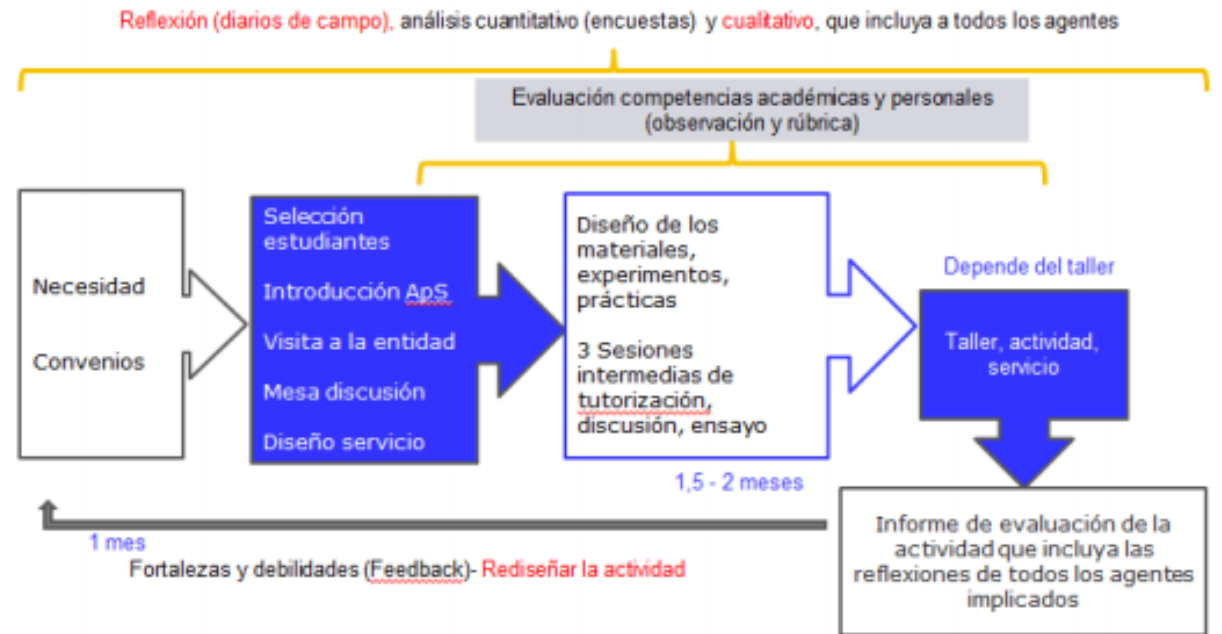 Reflexión (diarios de campo), análisis cuantitativo (encuestas) y cualitativo, que incluya a todos los agentes
Evaluación competencias académicas y personales
(observación y rúbrica)
Necesidad
Convenios
Selección
estudiantes
Introducción ApS
Visita a la entidad
Mesa discusión
Diseño servicio
Diseño de los
materiales,
experimentos,
prácticas
3 Sesiones
intermedias de
tutorización,
discusión, ensayo
1,5 - 2 meses
Depende del taller
Taller, actividad,
servicio
Informe de evaluación de la
actividad que incluya las
reflexiones de todos los agentes
implicados
1 mes
Fortalezas y debilidades (Feedback)- Rediseñar la actividad